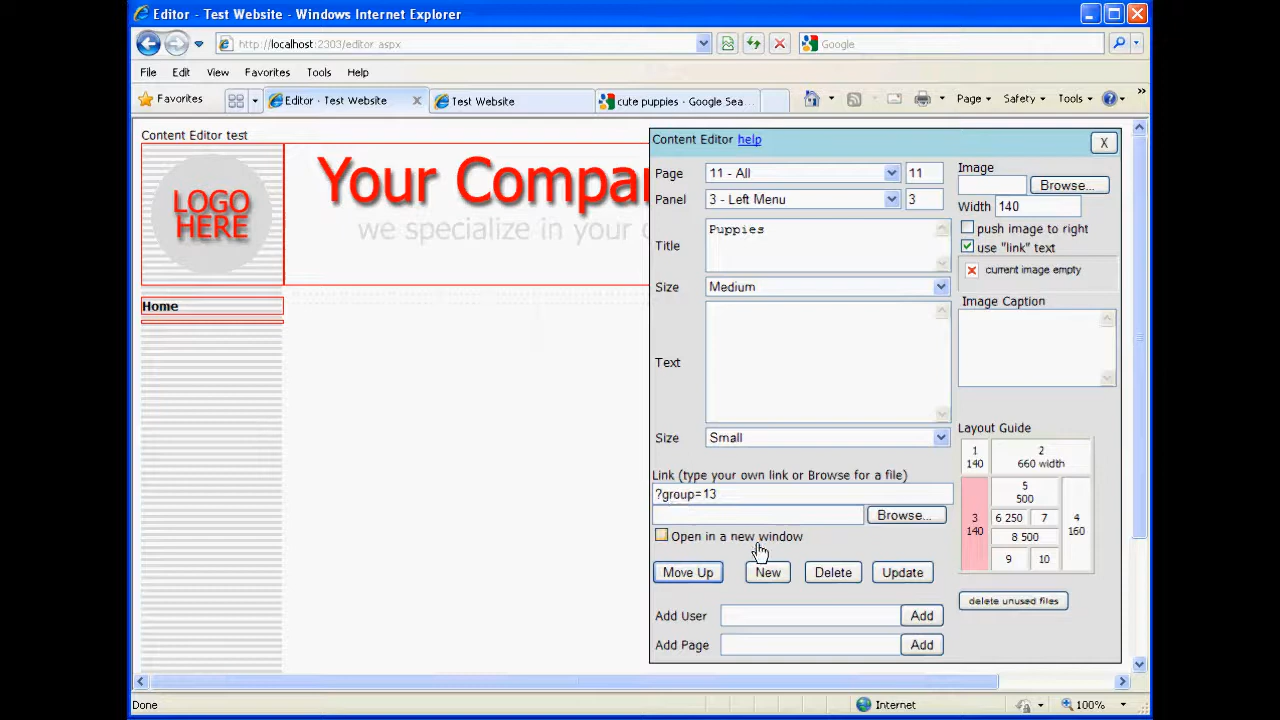 Editor - Test Website - Windows Internet Explorer
http://localhost:2303/editor.aspx
Google
File Edit View Favorites Tools Help
Favorites
Editor - Test Website
Test Website
cute puppies - Google Sea...
Page
Safety
Tools
Content Editor test
LOGO
HERE
Your Compa
we specialize in your
Home
Content Editor help
X
Page 11 - All 11
Panel 3 - Left Menu 3
Title Puppies
Size Medium
Text
Size Small
Link (type your own link or Browse for a file)
?group=13
Browse...
Open in a new window
Move Up New Delete Update
Add User Add
Add Page Add
Image
Browse...
Width 140
push image to right
use "link" text
current image empty
Image Caption
Layout Guide
1
140
2
660 width
3
140
5
500
6 250 7
8 500
9 10
4
160
delete unused files
Done
Internet
100%